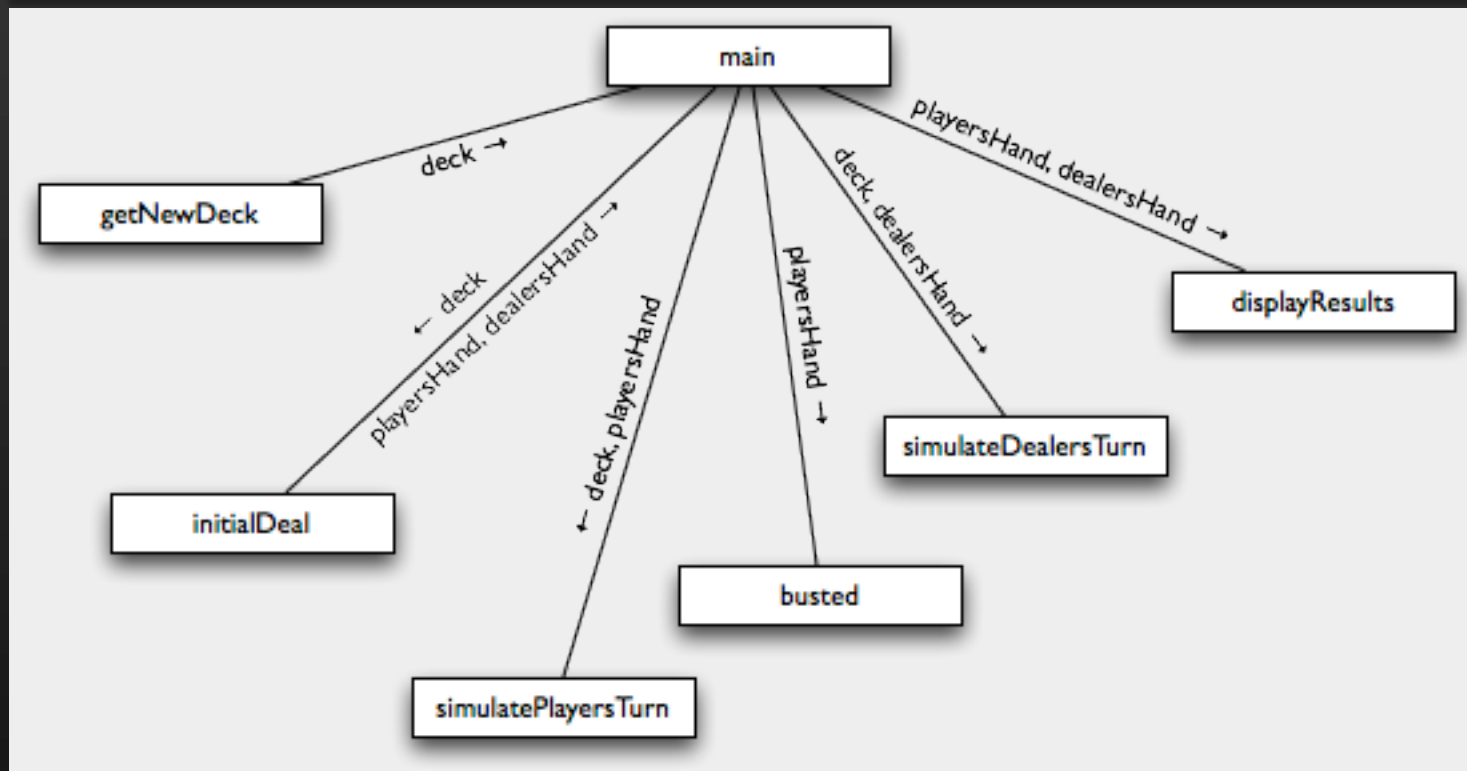 main
deck →
getNewDeck
← deck
playersHand, dealersHand →
initialDeal
← deck, playersHand
simulatePlayersTurn
playersHand →
busted
deck, dealersHand →
simulateDealersTurn
playersHand, dealersHand →
displayResults